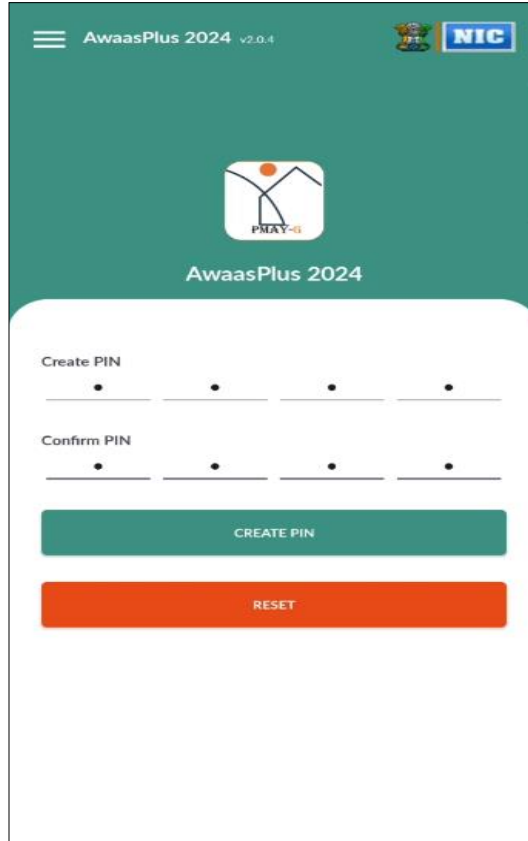 AwaasPlus 2024 v2.0.4 NIC
PMAY-G
AwaasPlus 2024
Create PIN
Confirm PIN
CREATE PIN
RESET